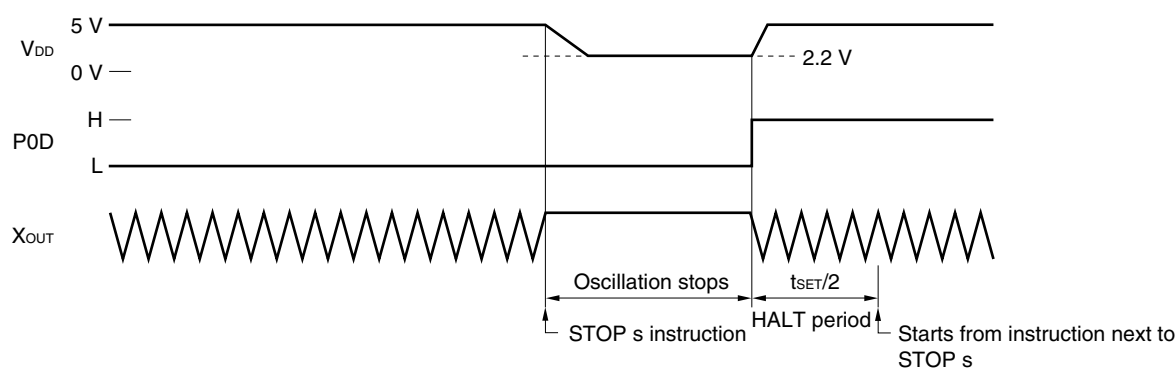 5 V
VDD
2.2 V
0 V
H
P0D
L
XOUT
Oscillation stops
tSET/2
STOP s instruction
HALT period
Starts from instruction next to
STOP s